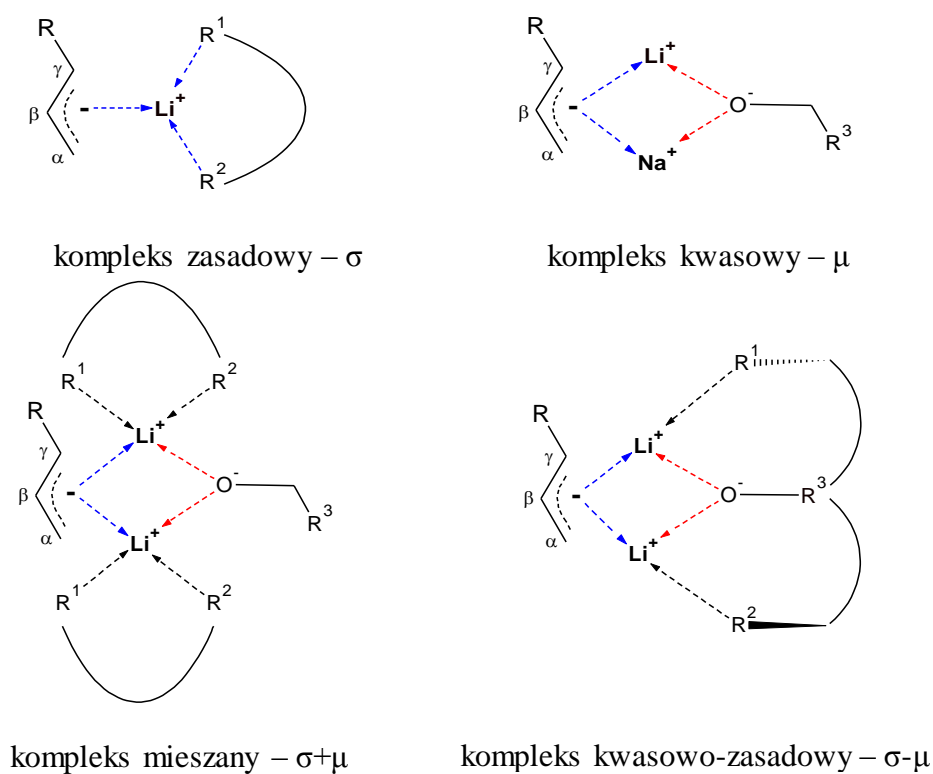 R
γ
β
α
-
Li⁺
R¹
R²
kompleks zasadowy – σ
R
γ
β
α
-
Li⁺
Na⁺
O⁻
R³
kompleks kwasowy – μ
R¹
R²
R
γ
β
α
-
Li⁺
Li⁺
O⁻
R³
R¹
R²
kompleks mieszany – σ+μ
R¹
R
γ
β
α
-
Li⁺
Li⁺
O⁻
R³
R²
kompleks kwasowo-zasadowy – σ-μ